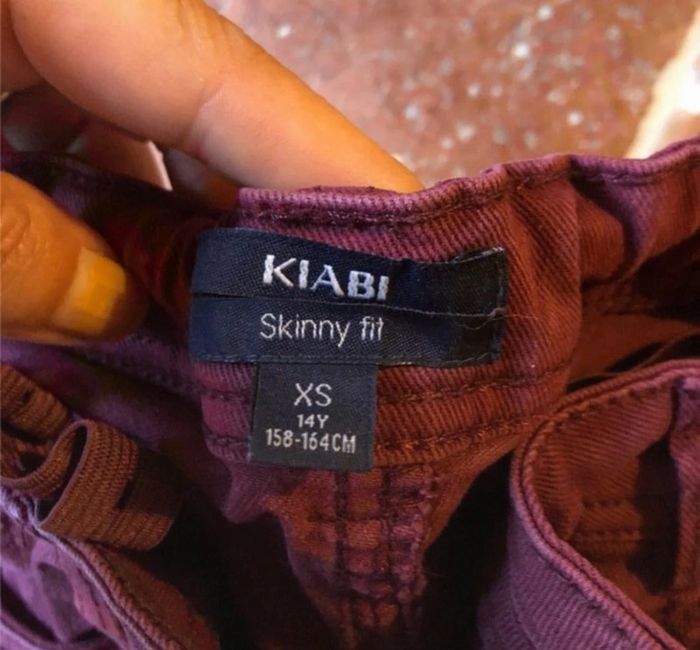 KIABI
Skinny fit
XS
14Y
158-164CM